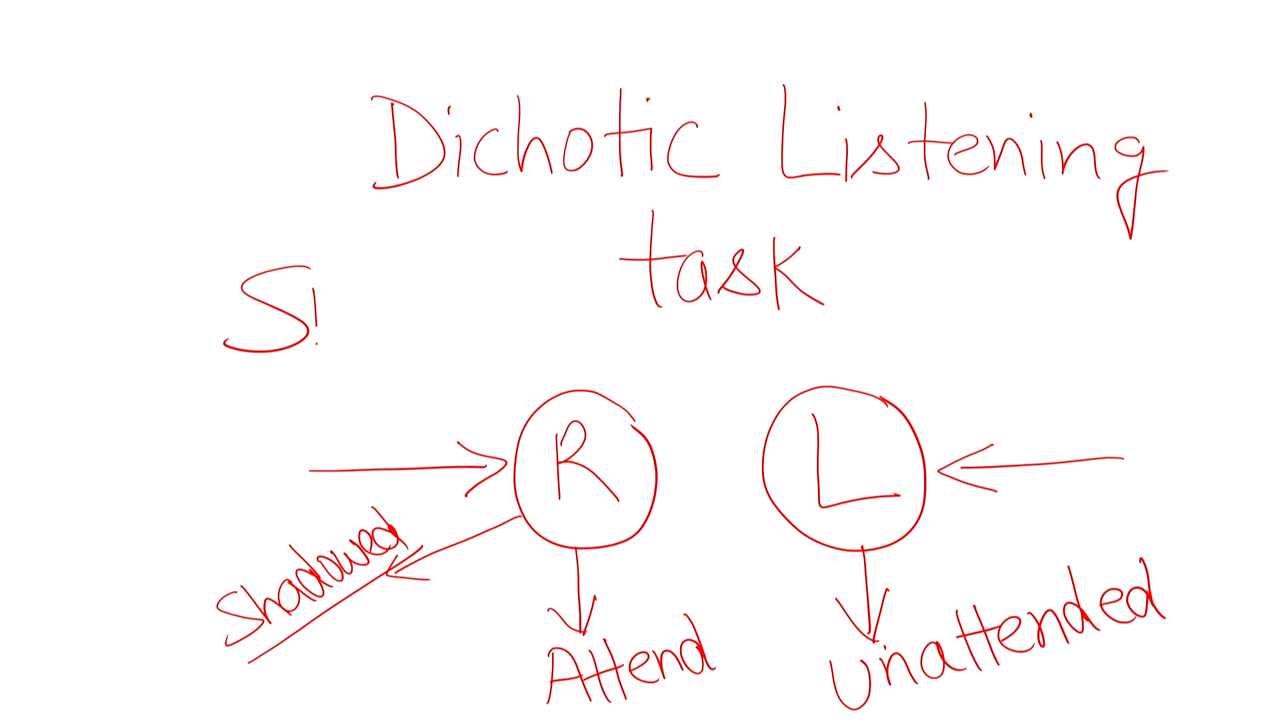 Dichotic Listening
task
S!
R
L
Shadowed
Attend
Unattended